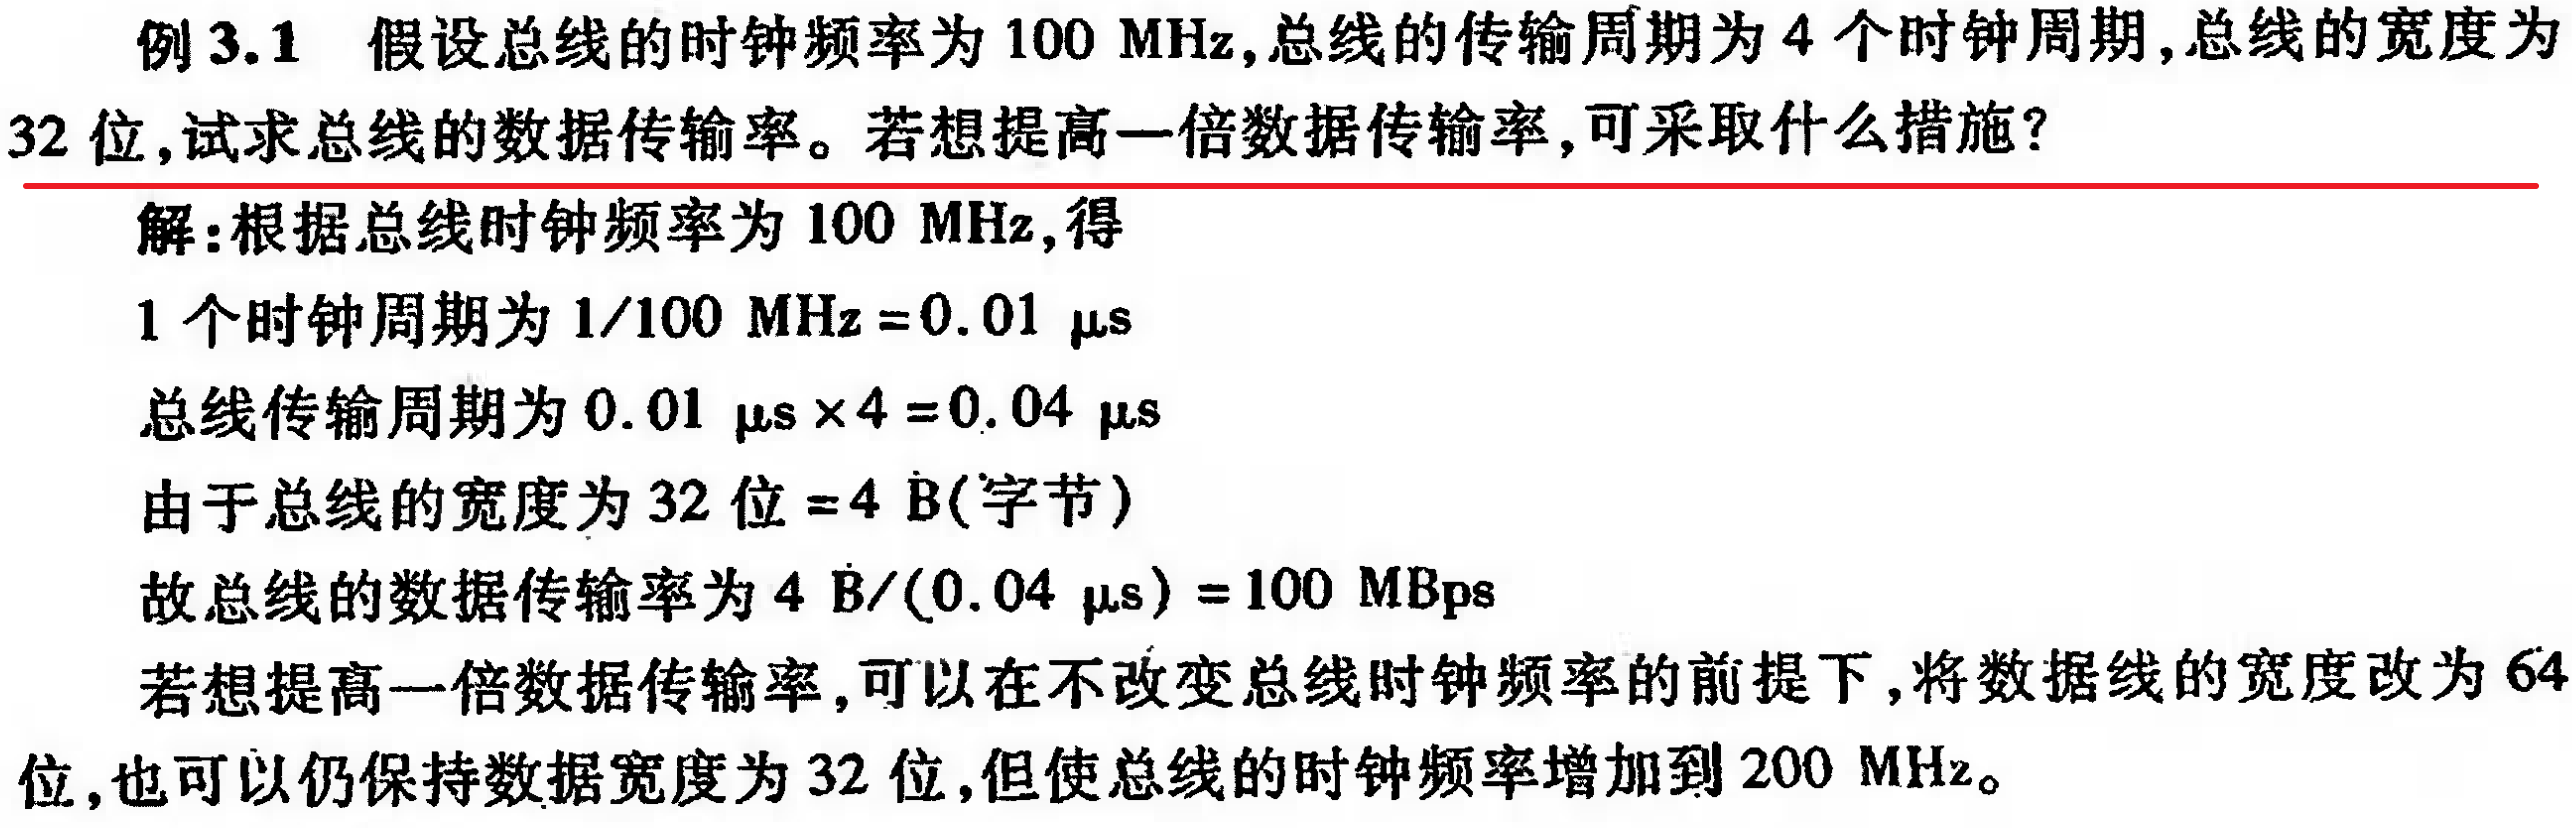 例 3.1 假设总线的时钟频率为 100 MHz,总线的传输周期为 4 个时钟周期,总线的宽度为
32 位,试求总线的数据传输率。若想提高一倍数据传输率,可采取什么措施?
解:根据总线时钟频率为 100 MHz,得
1 个时钟周期为 1/100 MHz = 0.01 μs
总线传输周期为 0.01 μs × 4 = 0.04 μs
由于总线的宽度为 32 位 = 4 B(字节)
故总线的数据传输率为 4 B/(0.04 μs) = 100 MBps
若想提高一倍数据传输率,可以在不改变总线时钟频率的前提下,将数据线的宽度改为 64
位,也可以仍保持数据宽度为 32 位,但使总线的时钟频率增加到 200 MHz。